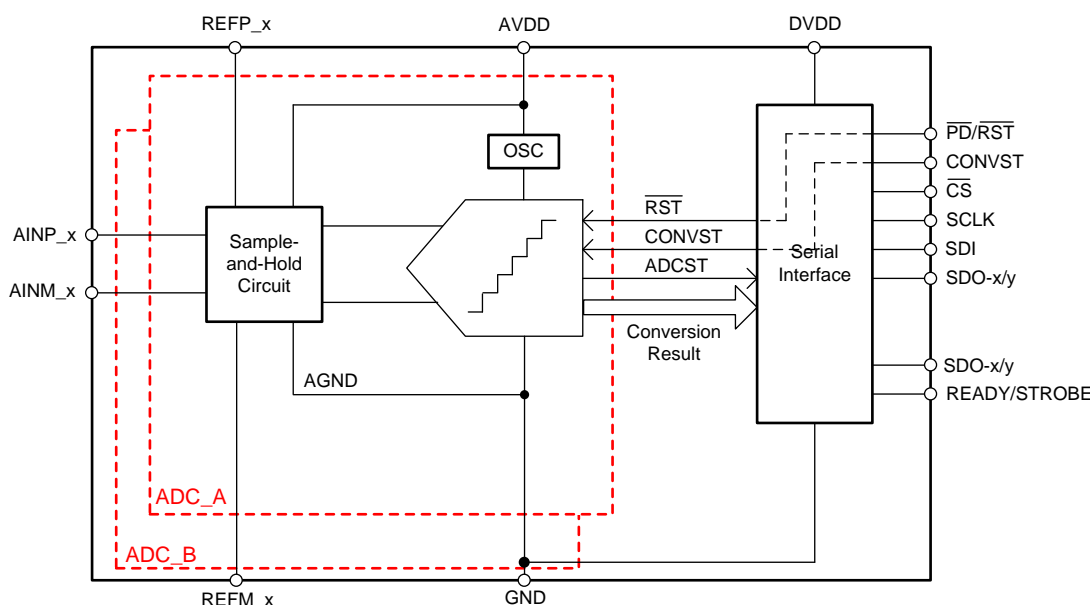 REFP_x
AVDD
DVDD
OSC
PD/RST
CONVST
CS
SCLK
SDI
SDO-x/y
SDO-x/y
READY/STROBE
AINP_x
AINM_x
Sample-
and-Hold
Circuit
RST
CONVST
ADCST
Conversion
Result
Serial
Interface
AGND
ADC_A
ADC_B
REFM_x
GND